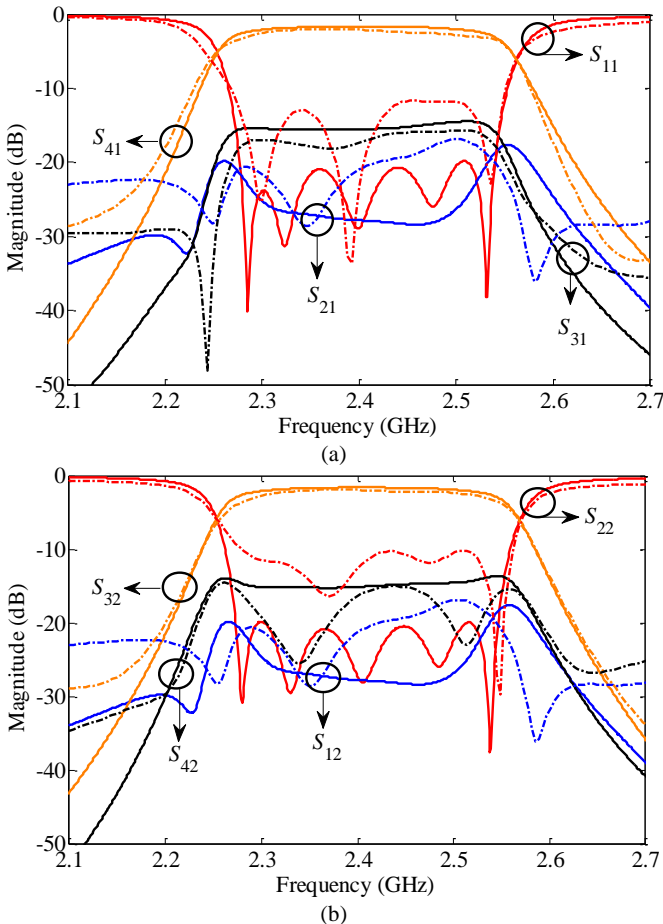 0
-10
-20
-30
-40
-50
Magnitude (dB)
S11
S41
S21
S31
2.1 2.2 2.3 2.4 2.5 2.6 2.7
Frequency (GHz)
(a)
0
-10
-20
-30
-40
-50
Magnitude (dB)
S22
S32
S42
S12
2.1 2.2 2.3 2.4 2.5 2.6 2.7
Frequency (GHz)
(b)